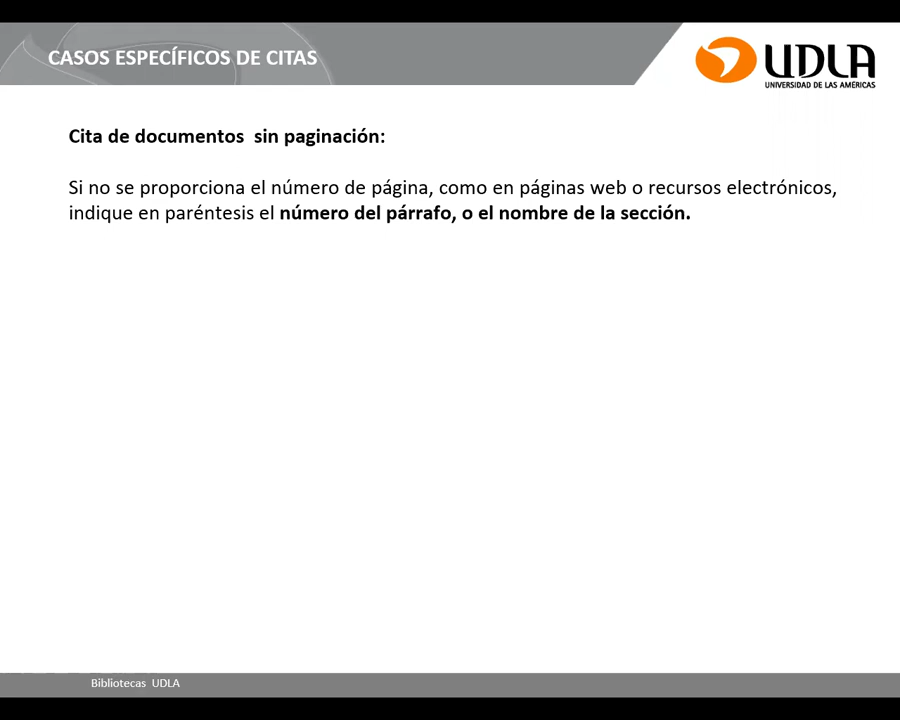 CASOS ESPECÍFICOS DE CITAS
UDLA
UNIVERSIDAD DE LAS AMÉRICAS
Cita de documentos  sin paginación:
Si no se proporciona el número de página, como en páginas web o recursos electrónicos,
indique en paréntesis el número del párrafo, o el nombre de la sección.
Bibliotecas  UDLA